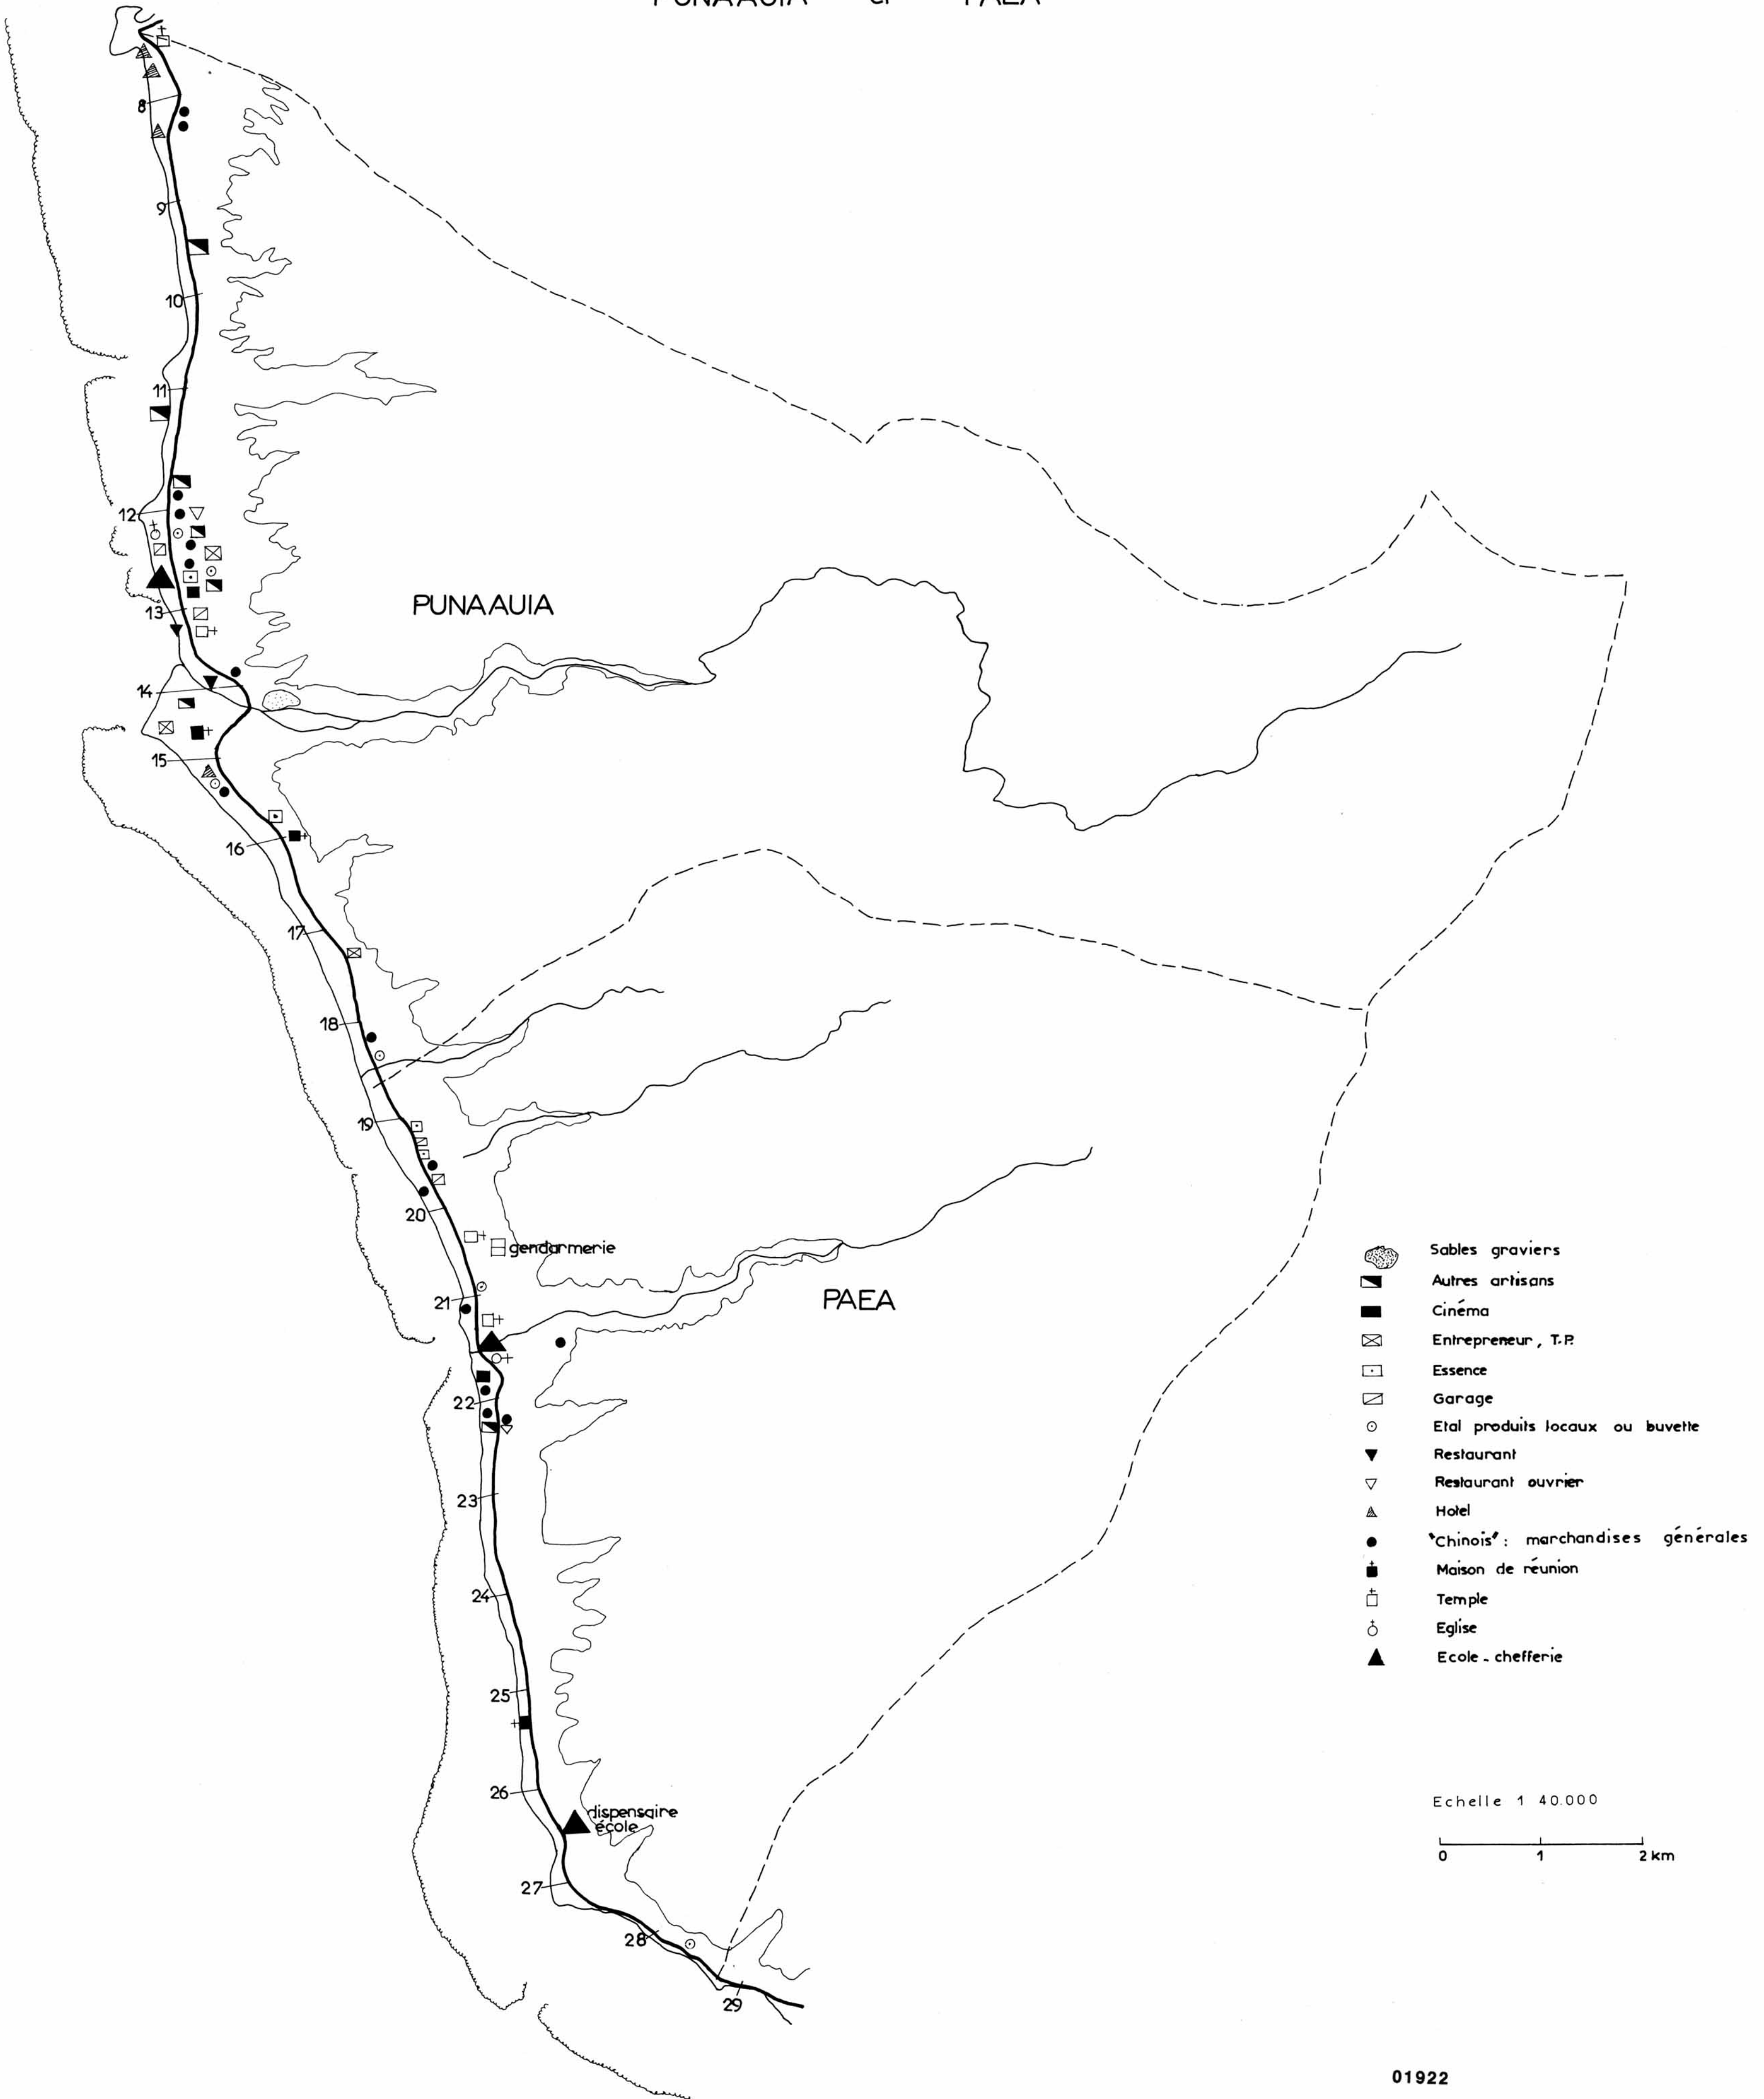 PUNAAUIA et PAEA
8
9
10
11
12
13
PUNAAUIA
14
15
16
17
18
19
20
gendarmerie
21
PAEA
22
23
24
25
26
dispensaire
école
27
28
29
Sables graviers
Autres artisans
Cinéma
Entrepreneur, T.P.
Essence
Garage
Etal produits locaux ou buvette
Restaurant
Restaurant ouvrier
Hotel
"Chinois" : marchandises générales
Maison de réunion
Temple
Eglise
Ecole - chefferie
Echelle 1 40.000
0 1 2 km
01922